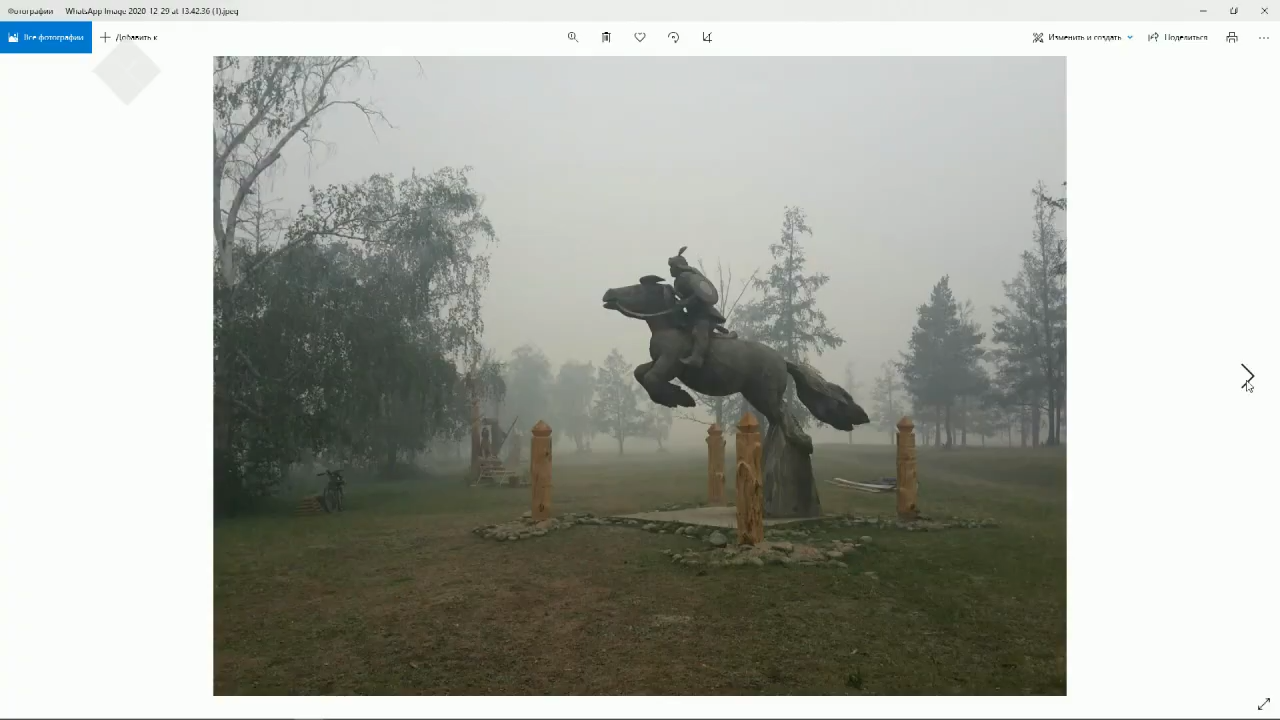 Фотографии - WhatsApp Image 2020-12-29 at 13.42.36 (1).jpeg
Все фотографии
Добавить к
Изменить и создать
Поделиться